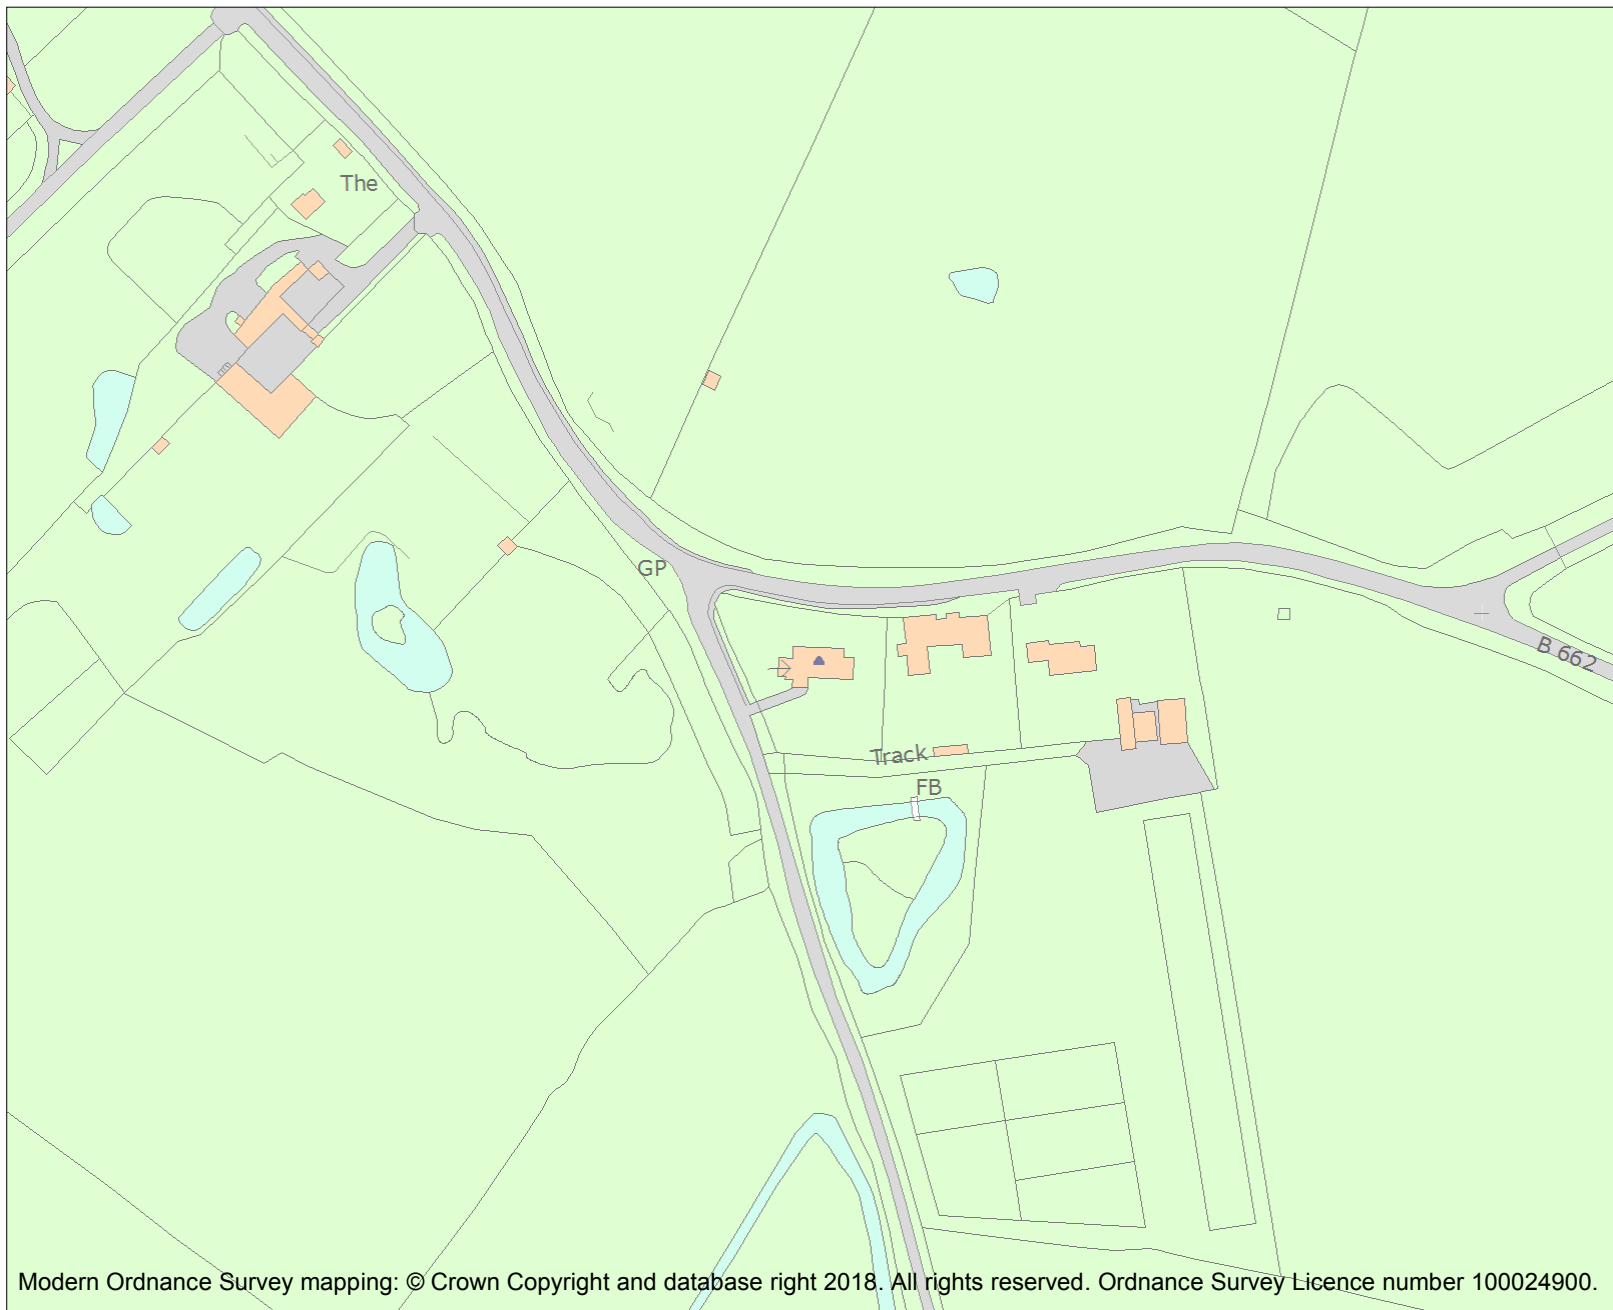 The
GP
B 662
Track
FB
Modern Ordnance Survey mapping: © Crown Copyright and database right 2018. All rights reserved. Ordnance Survey Licence number 100024900.